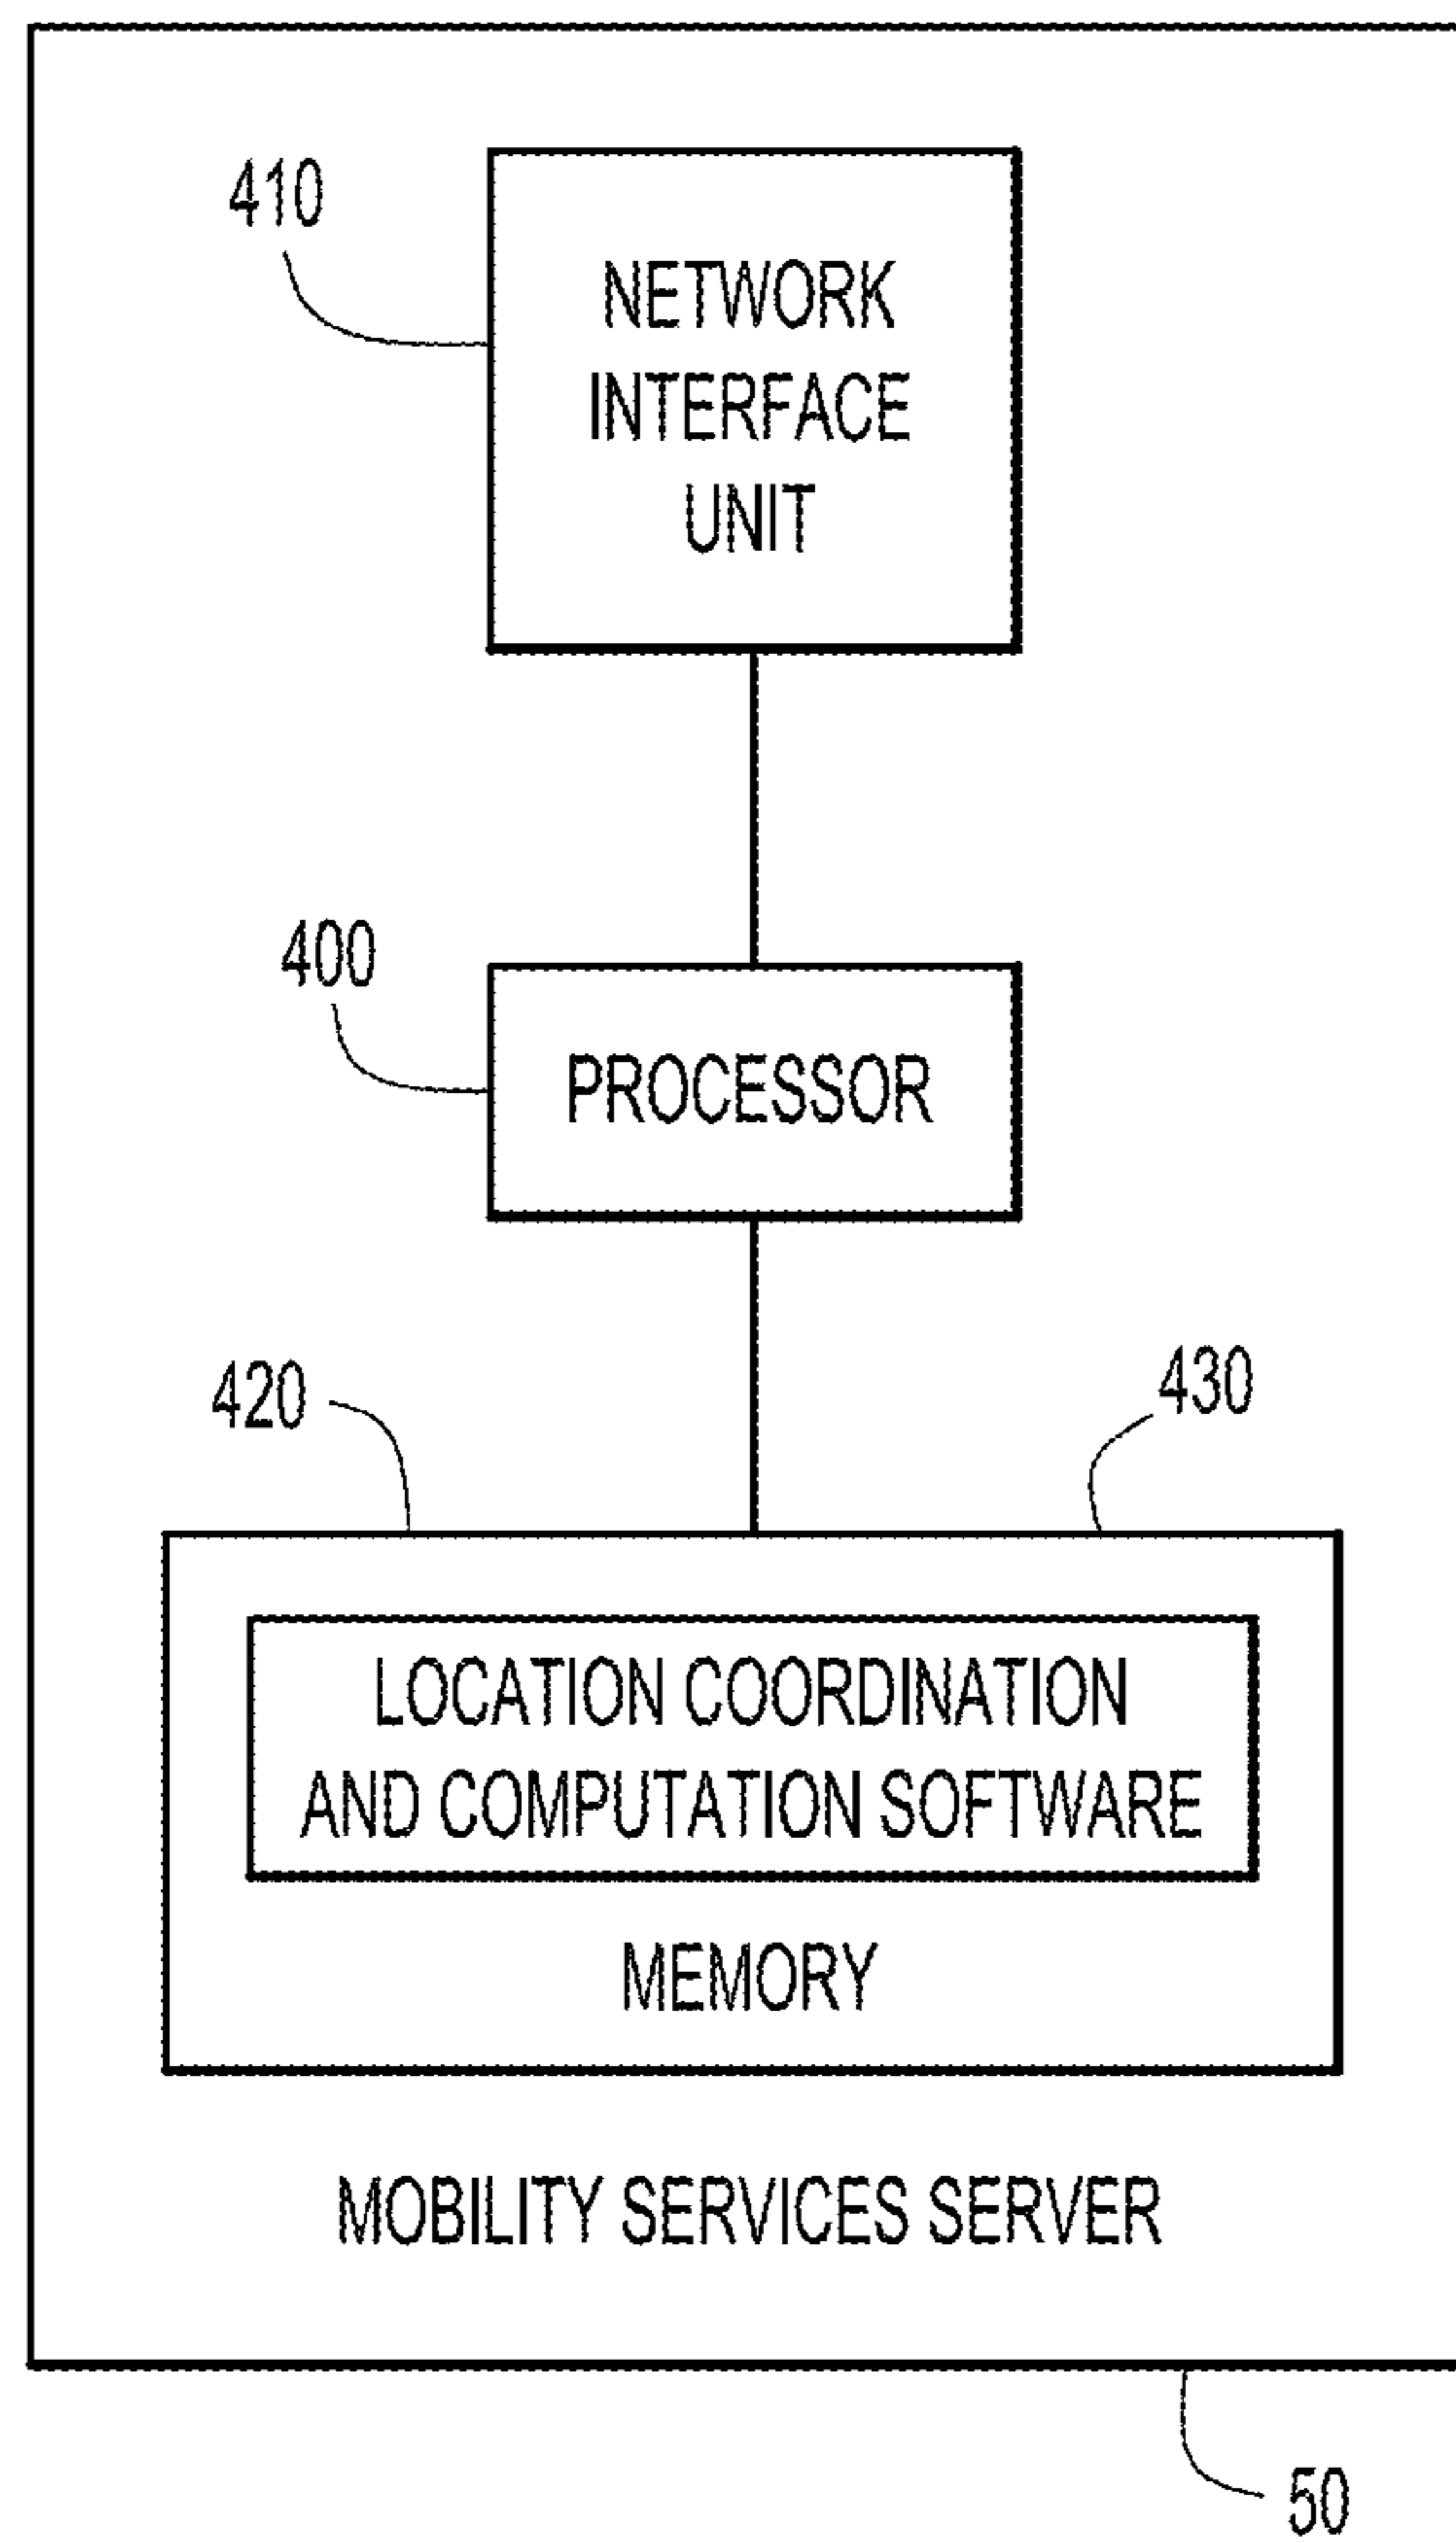 410
NETWORK
INTERFACE
UNIT
400
PROCESSOR
420
430
LOCATION COORDINATION
AND COMPUTATION SOFTWARE
MEMORY
MOBILITY SERVICES SERVER
50